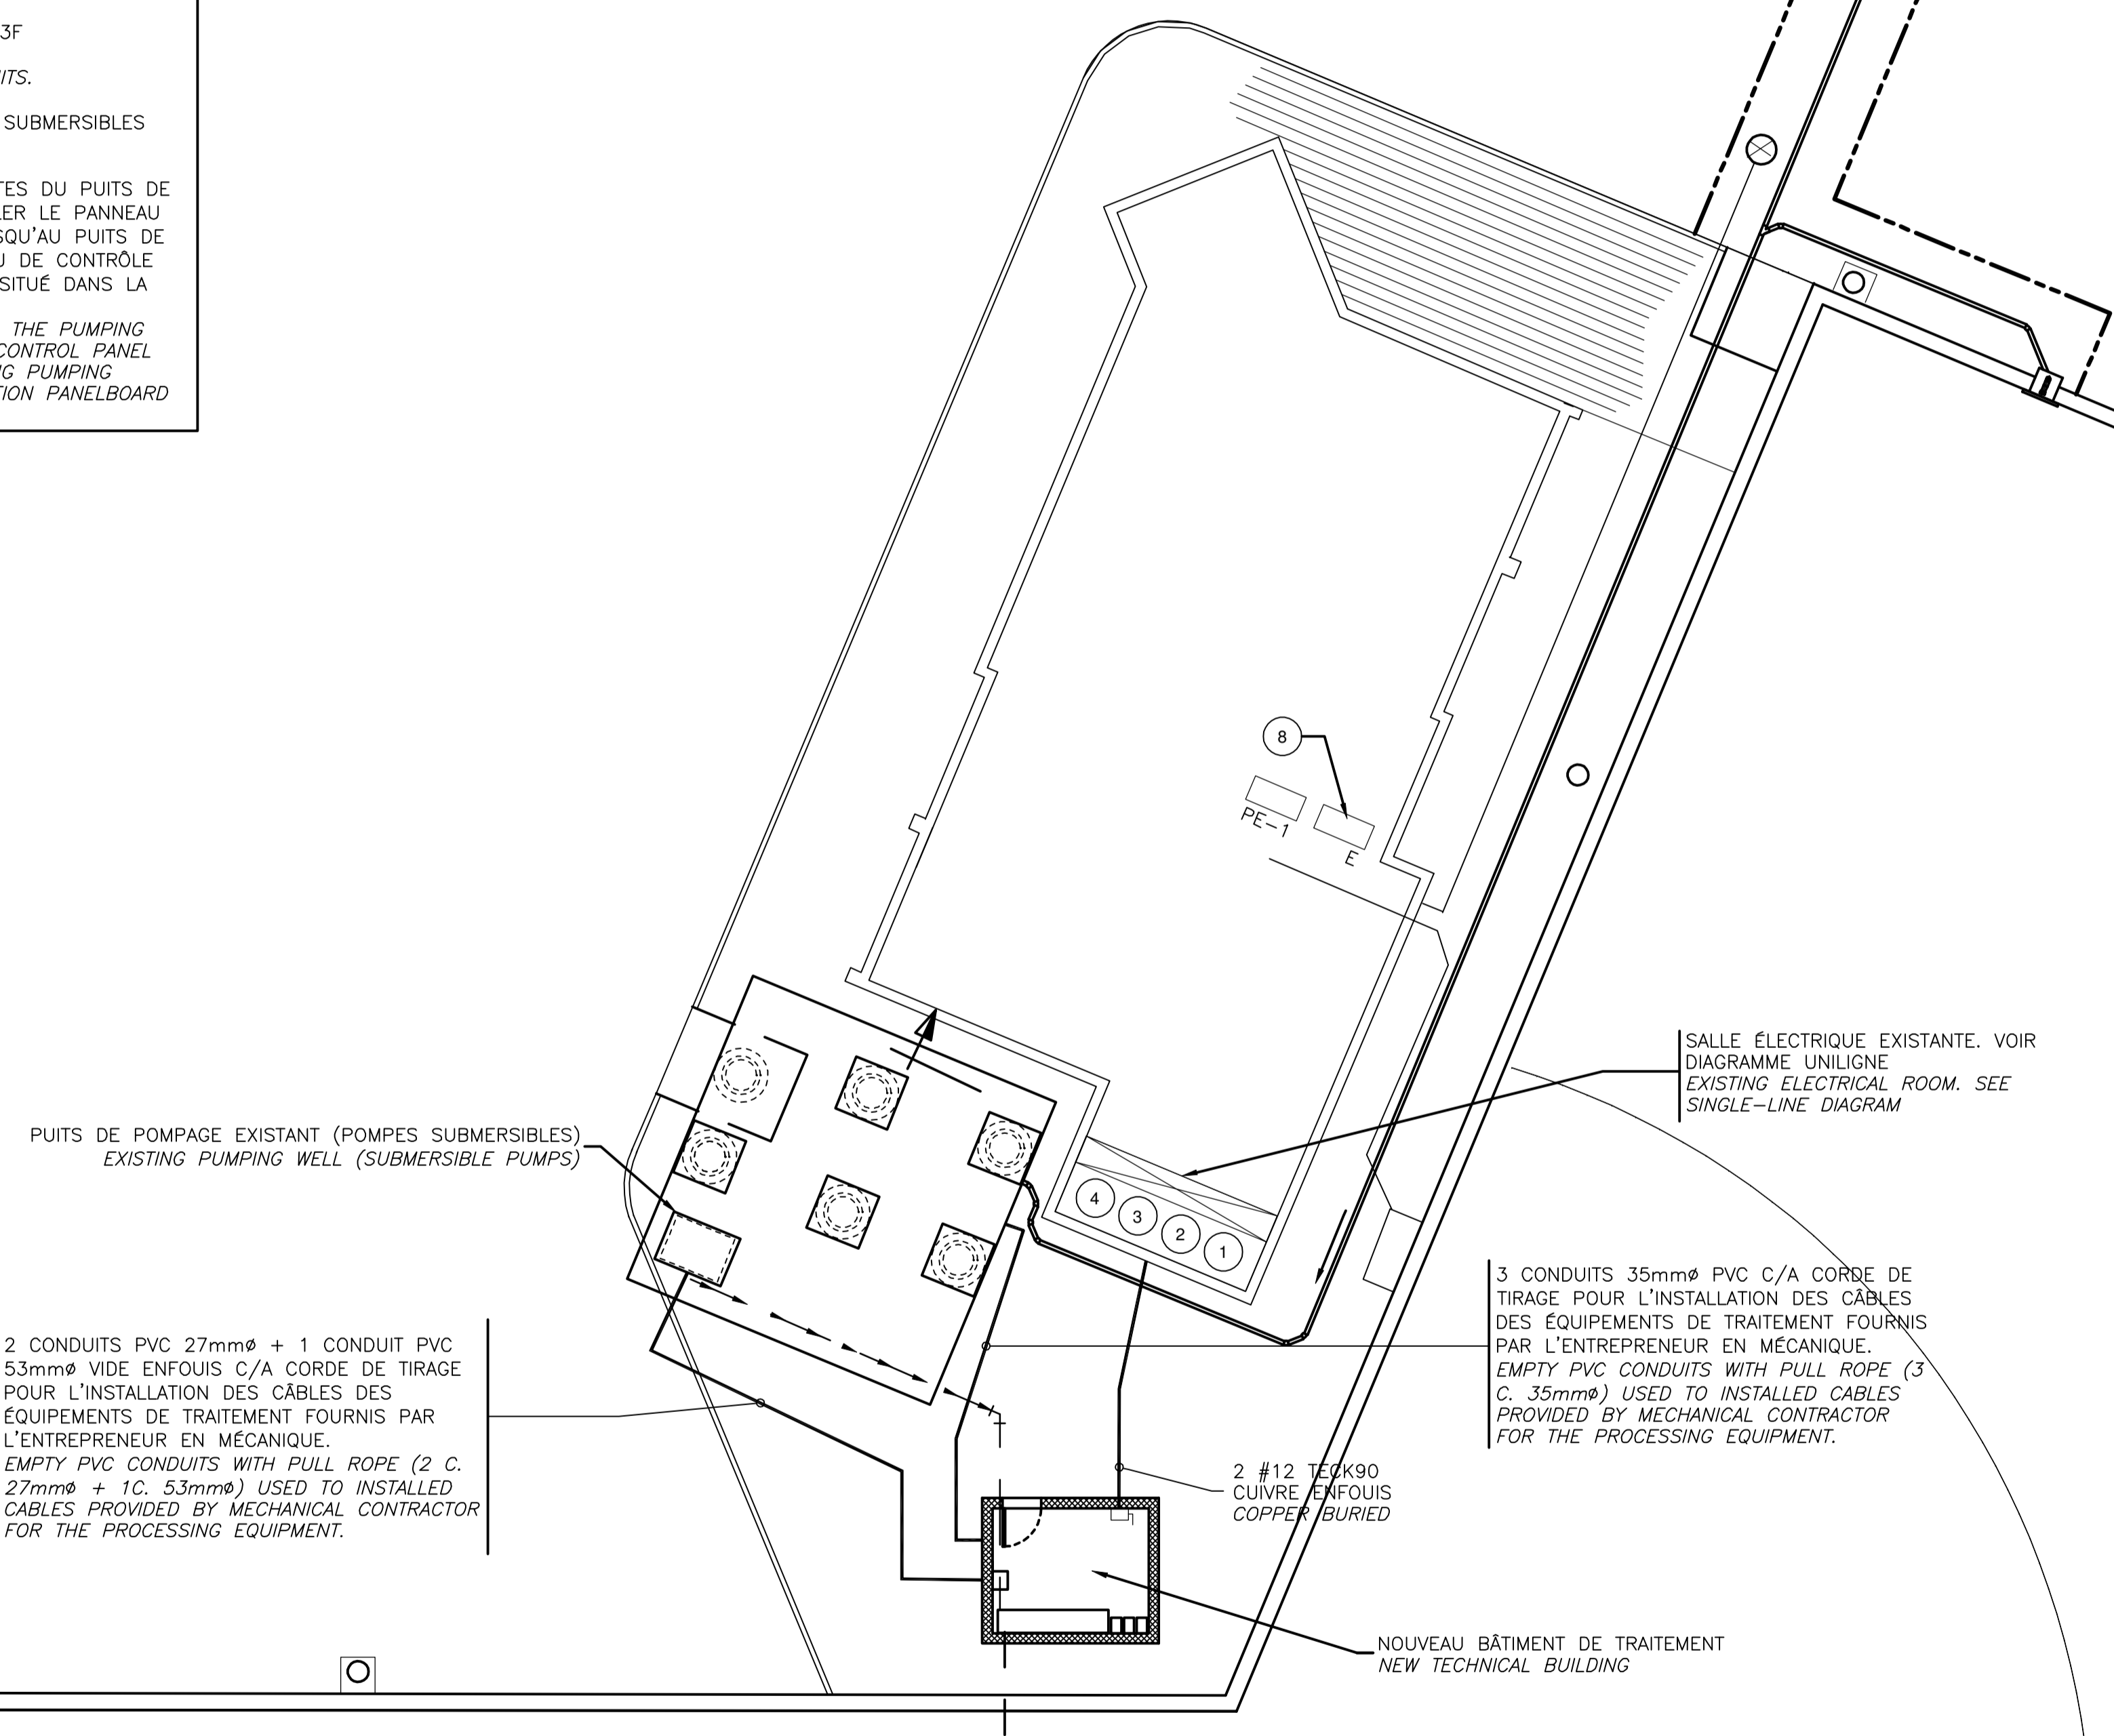 3F
ITS.
SUBMERSIBLES
TES DU PUITS DE
LER LE PANNEAU
SQU'AU PUITS DE
U DE CONTRÔLE
SITUÉ DANS LA
THE PUMPING
CONTROL PANEL
NG PUMPING
TION PANELBOARD
8
PE-1
E
SALLE ÉLECTRIQUE EXISTANTE. VOIR
DIAGRAMME UNILIGNE
EXISTING ELECTRICAL ROOM. SEE
SINGLE-LINE DIAGRAM
PUITS DE POMPAGE EXISTANT (POMPES SUBMERSIBLES)
EXISTING PUMPING WELL (SUBMERSIBLE PUMPS)
4
3
2
1
3 CONDUITS 35mmø PVC C/A CORDE DE
TIRAGE POUR L'INSTALLATION DES CÂBLES
DES ÉQUIPEMENTS DE TRAITEMENT FOURNIS
PAR L'ENTREPRENEUR EN MÉCANIQUE.
EMPTY PVC CONDUITS WITH PULL ROPE (3
C. 35mmø) USED TO INSTALLED CABLES
PROVIDED BY MECHANICAL CONTRACTOR
FOR THE PROCESSING EQUIPMENT.
2 CONDUITS PVC 27mmø + 1 CONDUIT PVC
53mmø VIDE ENFOUIS C/A CORDE DE TIRAGE
POUR L'INSTALLATION DES CÂBLES DES
ÉQUIPEMENTS DE TRAITEMENT FOURNIS PAR
L'ENTREPRENEUR EN MÉCANIQUE.
EMPTY PVC CONDUITS WITH PULL ROPE (2 C.
27mmø + 1C. 53mmø) USED TO INSTALLED
CABLES PROVIDED BY MECHANICAL CONTRACTOR
FOR THE PROCESSING EQUIPMENT.
2 #12 TECK90
CUIVRE ENFOUIS
COPPER BURIED
NOUVEAU BÂTIMENT DE TRAITEMENT
NEW TECHNICAL BUILDING